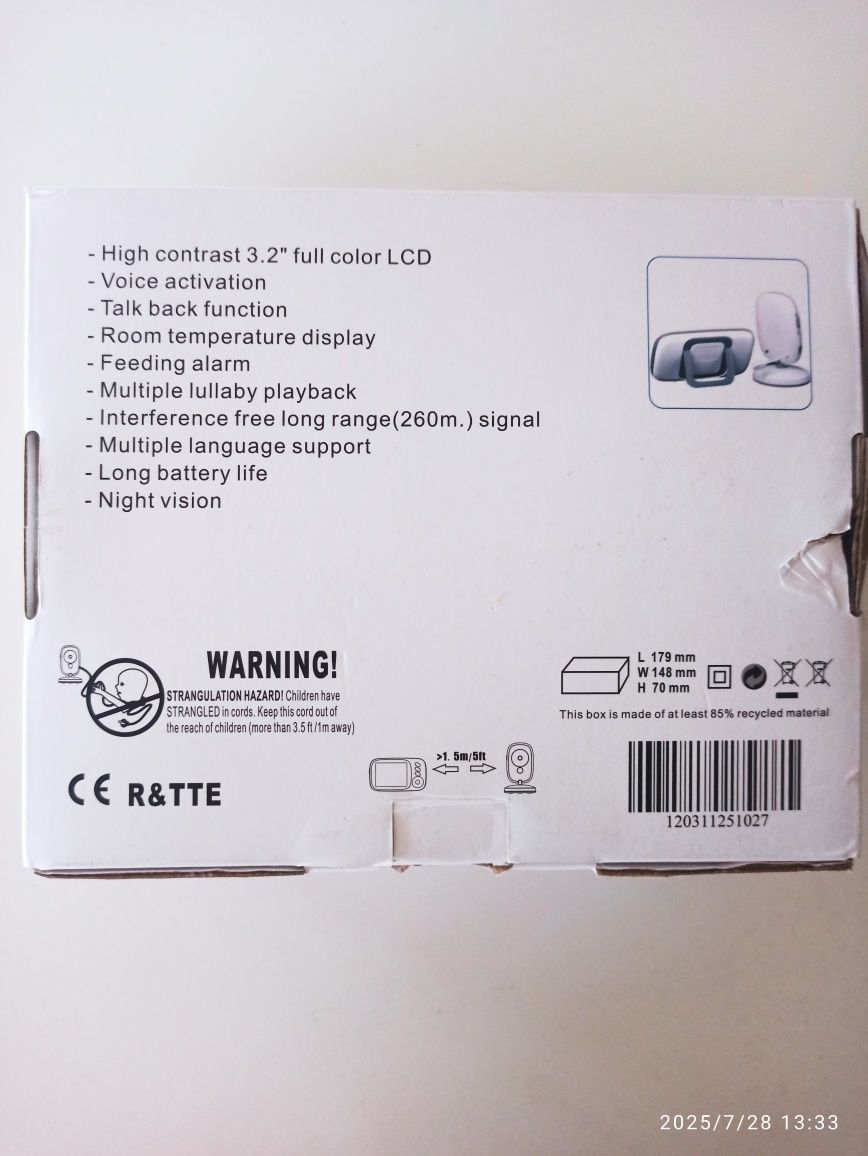 - High contrast 3.2" full color LCD
- Voice activation
- Talk back function
- Room temperature display
- Feeding alarm
- Multiple lullaby playback
- Interference free long range(260m.) signal
- Multiple language support
- Long battery life
- Night vision
WARNING!
STRANGULATION HAZARD! Children have
STRANGLED in cords. Keep this cord out of
the reach of children (more than 3.5 ft /1m away)
L 179 mm
W 148 mm
H 70 mm
This box is made of at least 85% recycled material
>1. 5m/5ft
CE R&TTE
120311251027
2025/7/28 13:33